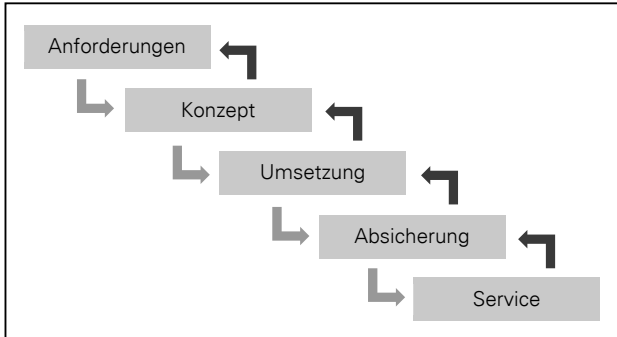 Anforderungen
Konzept
Umsetzung
Absicherung
Service